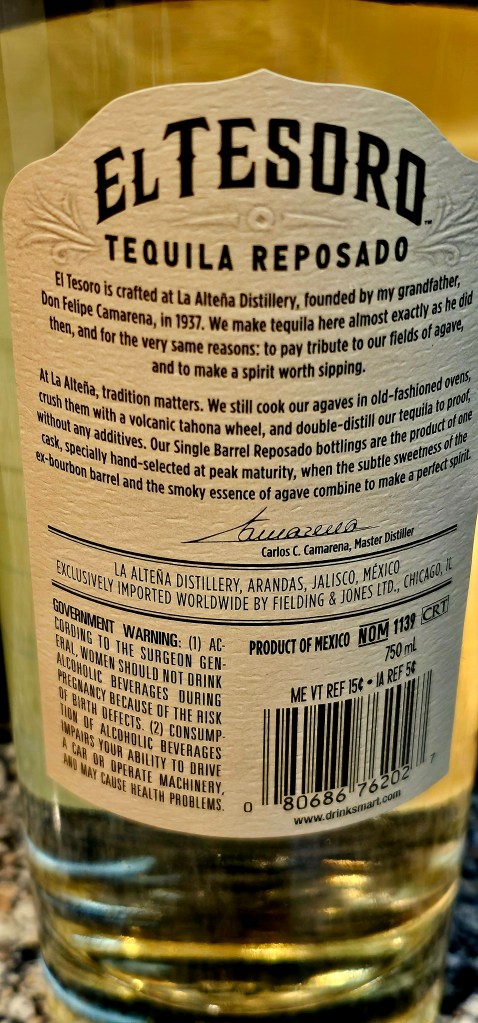 EL TESORO™
TEQUILA REPOSADO
El Tesoro is crafted at La Alteña Distillery, founded by my grandfather,
Don Felipe Camarena, in 1937. We make tequila here almost exactly as he did
then, and for the very same reasons: to pay tribute to our fields of agave,
and to make a spirit worth sipping.
At La Alteña, tradition matters. We still cook our agaves in old-fashioned ovens,
crush them with a volcanic tahona wheel, and double-distill our tequila to proof,
without any additives. Our Single Barrel Reposado bottlings are the product of one
cask, specially hand-selected at peak maturity, when the subtle sweetness of the
ex-bourbon barrel and the smoky essence of agave combine to make a perfect spirit.
Camarena
Carlos C. Camarena, Master Distiller
LA ALTEÑA DISTILLERY, ARANDAS, JALISCO, MÉXICO
EXCLUSIVELY IMPORTED WORLDWIDE BY FIELDING & JONES LTD., CHICAGO, IL
GOVERNMENT WARNING: (1) AC-
CORDING TO THE SURGEON GEN-
ERAL, WOMEN SHOULD NOT DRINK
ALCOHOLIC BEVERAGES DURING
PREGNANCY BECAUSE OF THE RISK
OF BIRTH DEFECTS. (2) CONSUMP-
TION OF ALCOHOLIC BEVERAGES
IMPAIRS YOUR ABILITY TO DRIVE
A CAR OR OPERATE MACHINERY,
AND MAY CAUSE HEALTH PROBLEMS.
PRODUCT OF MEXICO NOM 1139 CRT
750 mL
ME VT REF 15¢ • IA REF 5¢
0 80686 76202 7
www.drinksmart.com